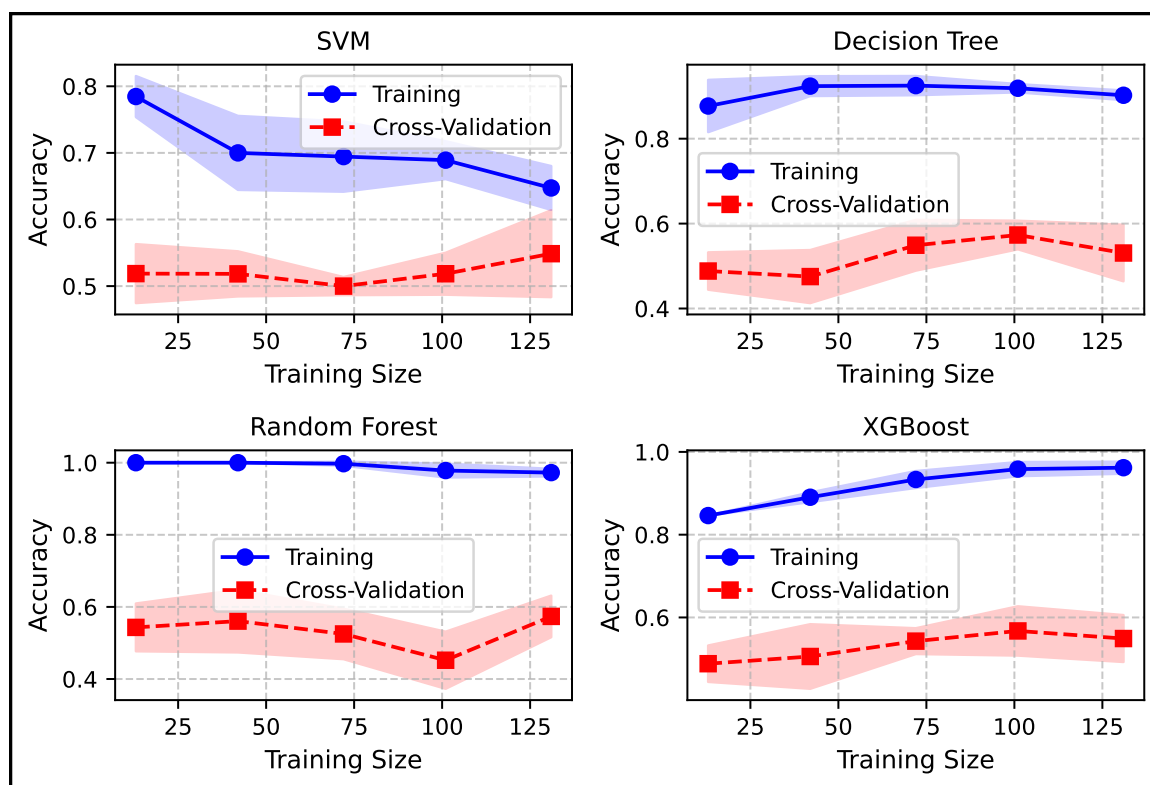 SVM
0.8
0.7
0.6
0.5
Accuracy
Training
Cross-Validation
25 50 75 100 125
Training Size
Decision Tree
0.8
0.6
0.4
Accuracy
Training
Cross-Validation
25 50 75 100 125
Training Size
Random Forest
1.0
0.8
0.6
0.4
Accuracy
Training
Cross-Validation
25 50 75 100 125
Training Size
XGBoost
1.0
0.8
0.6
Accuracy
Training
Cross-Validation
25 50 75 100 125
Training Size